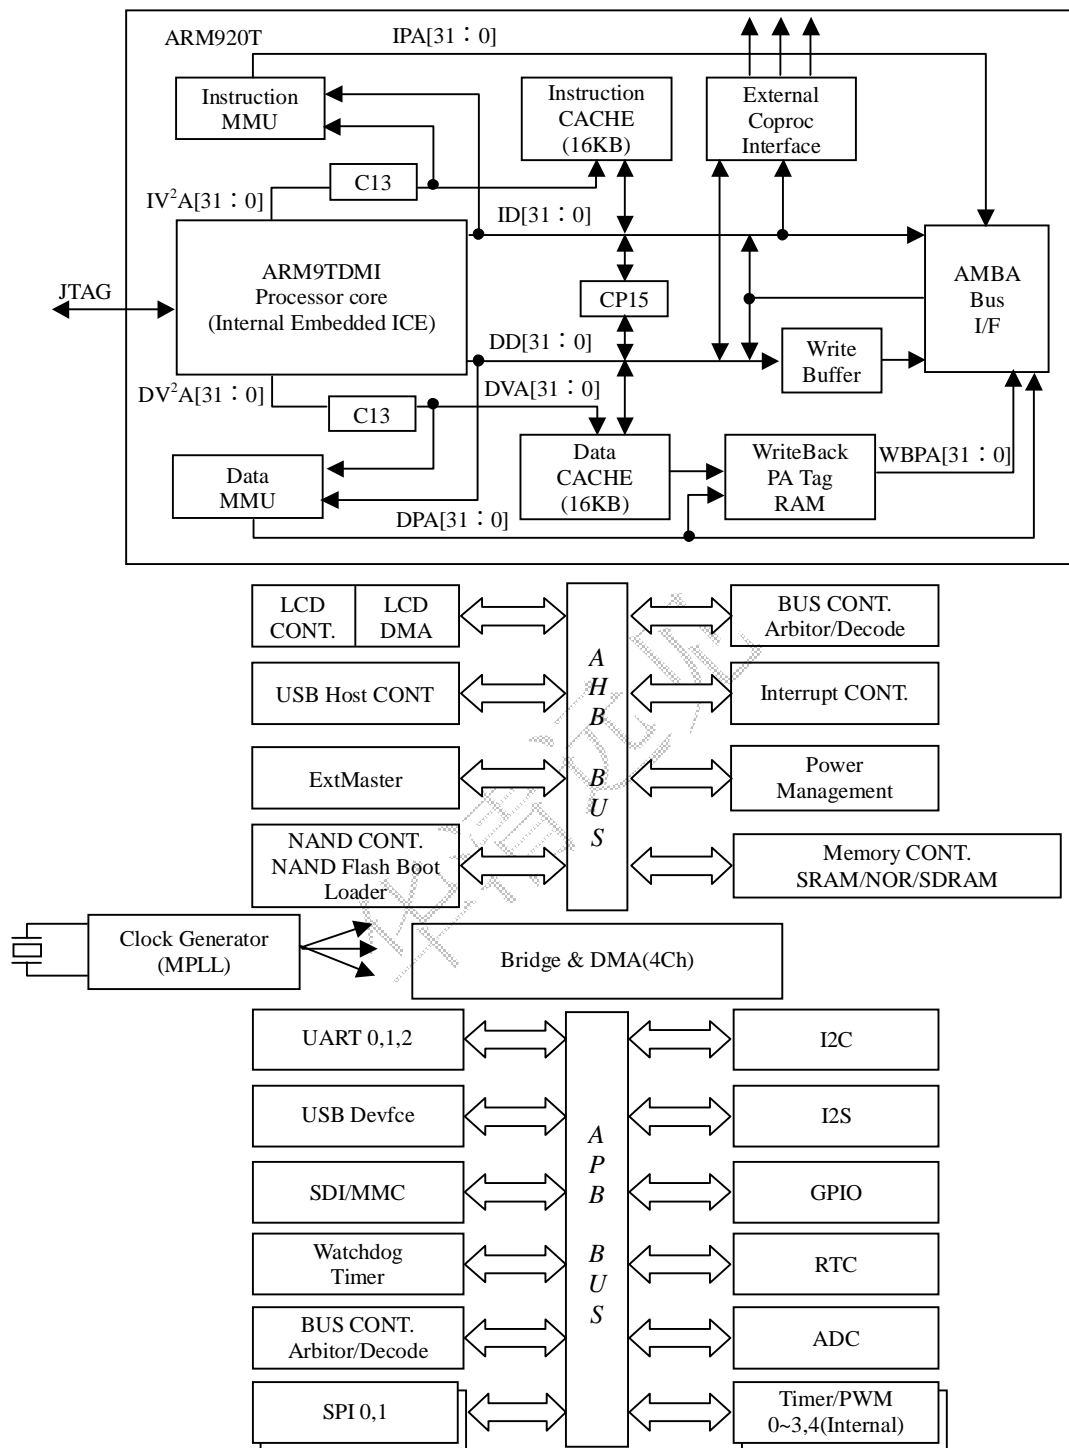 ARM920T
IPA[31：0]
Instruction
MMU
Instruction
CACHE
(16KB)
External
Coproc
Interface
C13
IV²A[31：0]
ID[31：0]
ARM9TDMI
Processor core
(Internal Embedded ICE)
JTAG
CP15
AMBA
Bus
I/F
DD[31：0]
Write
Buffer
DV²A[31：0]
DVA[31：0]
C13
Data
MMU
Data
CACHE
(16KB)
WriteBack
PA Tag
RAM
WBPA[31：0]
DPA[31：0]
LCD
CONT.
LCD
DMA
BUS CONT.
Arbitor/Decode
USB Host CONT
Interrupt CONT.
AHB BUS
ExtMaster
Power
Management
NAND CONT.
NAND Flash Boot
Loader
Memory CONT.
SRAM/NOR/SDRAM
Clock Generator
(MPLL)
Bridge & DMA(4Ch)
UART 0,1,2
I2C
USB Devfce
I2S
APB BUS
SDI/MMC
GPIO
Watchdog
Timer
RTC
BUS CONT.
Arbitor/Decode
ADC
SPI 0,1
Timer/PWM
0~3,4(Internal)